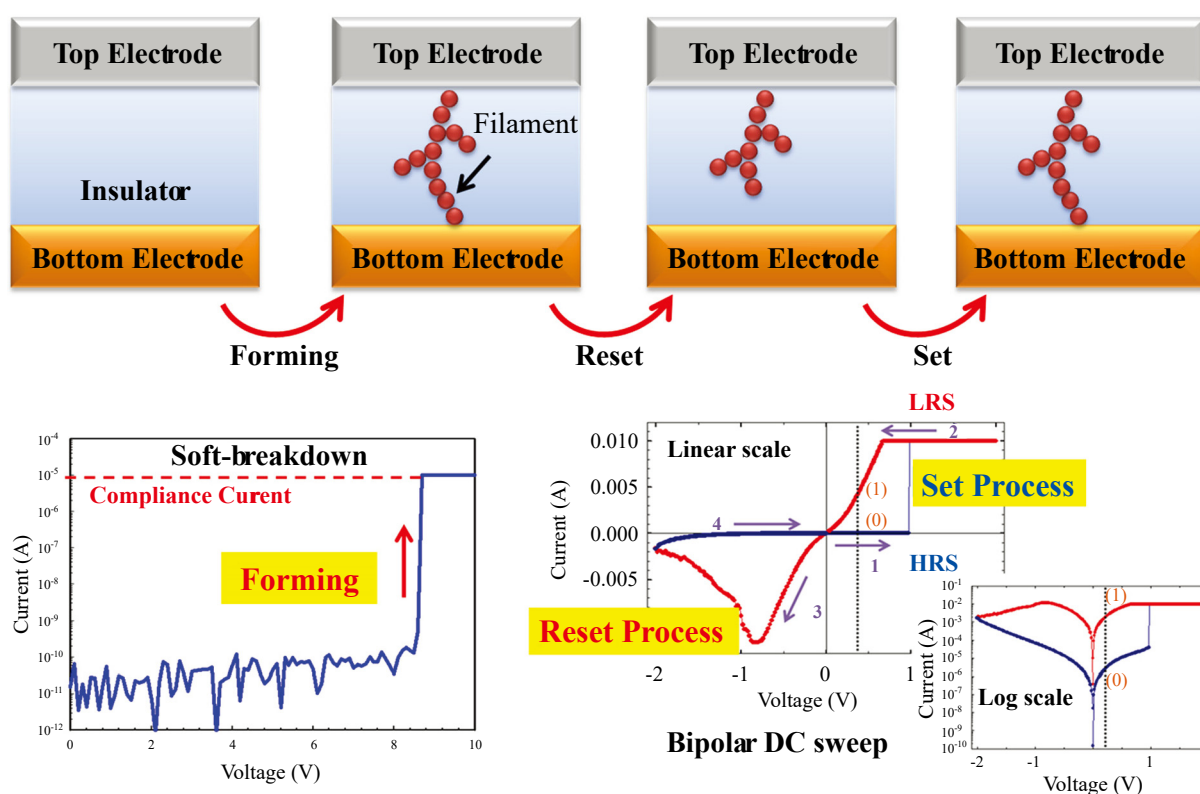 Top Electrode
Top Electrode
Top Electrode
Top Electrode
Filament
Insulator
Bottom Electrode
Bottom Electrode
Bottom Electrode
Bottom Electrode
Forming
Reset
Set
Soft-breakdown
Compliance Current
Forming
10-4
10-5
10-6
10-7
10-8
10-9
10-10
10-11
10-12
Current (A)
0
2
4
6
8
10
Voltage (V)
LRS
Linear scale
2
Set Process
(1)
(0)
4
1
HRS
3
Reset Process
0.010
0.005
0.000
-0.005
Current (A)
-2
-1
0
1
Voltage (V)
Bipolar DC sweep
10-1
10-2
10-3
10-4
10-5
10-6
10-7
10-8
10-9
10-10
Current (A)
(1)
(0)
Log scale
-2
-1
0
1
Voltage (V)